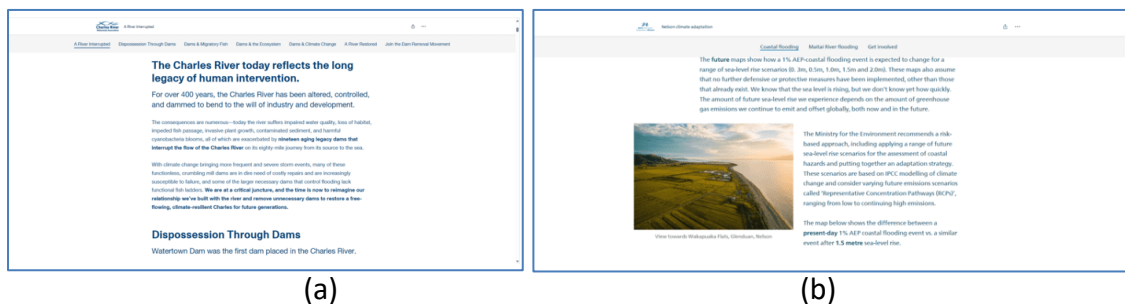 Charles River
A River Interrupted
A River Interrupted Dispossession Through Dams Dams & Migratory Fish Dams & the Ecosystem Dams & Climate Change A River Restored Join the Dam Removal Movement
The Charles River today reflects the long
legacy of human intervention.
For over 400 years, the Charles River has been altered, controlled,
and dammed to bend to the will of industry and development.
The consequences are numerous—today the river suffers impaired water quality, loss of habitat,
impeded fish passage, invasive plant growth, contaminated sediment, and harmful
cyanobacteria blooms, all of which are exacerbated by nineteen aging legacy dams that
interrupt the flow of the Charles River on its eighty-mile journey from its source to the sea.
With climate change bringing more frequent and severe storm events, many of these
functionless, crumbling mill dams are in dire need of costly repairs and are increasingly
susceptible to failure, and some of the larger necessary dams that control flooding lack
functional fish ladders. We are at a critical juncture, and the time is now to reimagine our
relationship we've built with the river and remove unnecessary dams to restore a free-
flowing, climate-resilient Charles for future generations.
Dispossession Through Dams
Watertown Dam was the first dam placed in the Charles River.
(a)
Nelson climate adaptation
Coastal flooding Maitai River flooding Get involved
The future maps show how a 1% AEP-coastal flooding event is expected to change for a
range of sea-level rise scenarios (0. 3m, 0.5m, 1.0m, 1.5m and 2.0m). These maps also assume
that no further defensive or protective measures have been implemented, other than those
that already exist. We know that the sea level is rising, but we don't know yet how quickly.
The amount of future sea-level rise we experience depends on the amount of greenhouse
gas emissions we continue to emit and offset globally, both now and in the future.
The Ministry for the Environment recommends a risk-
based approach, including applying a range of future
sea-level rise scenarios for the assessment of coastal
hazards and putting together an adaptation strategy.
These scenarios are based on IPCC modelling of climate
change and consider varying future emissions scenarios
called 'Representative Concentration Pathways (RCPs)',
ranging from low to continuing high emissions.
The map below shows the difference between a
present-day 1% AEP coastal flooding event vs. a similar
event after 1.5 metre sea-level rise.
View towards Wakapuaka Flats, Glenduan, Nelson
(b)